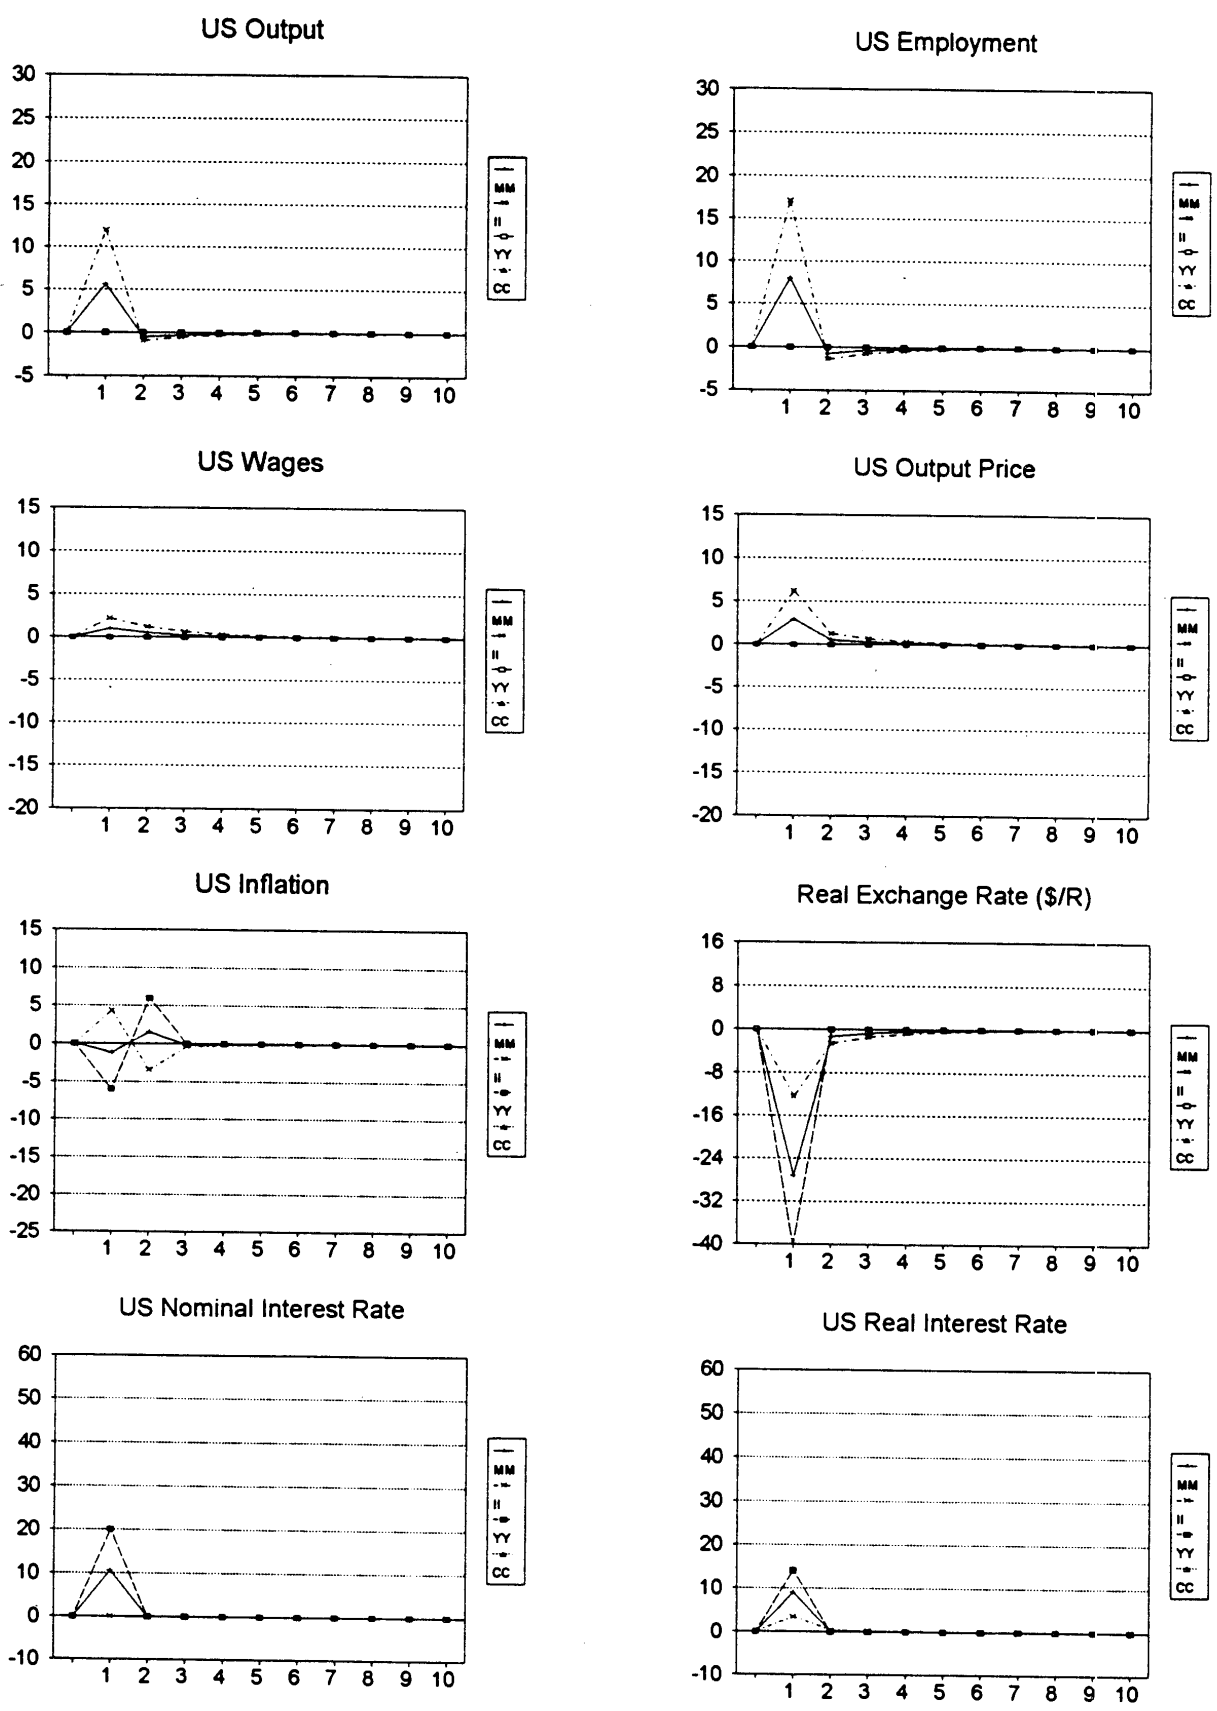 US Output
30
25
20
15
10
5
0
-5
1 2 3 4 5 6 7 8 9 10
MM
II
YY
CC
US Employment
30
25
20
15
10
5
0
-5
1 2 3 4 5 6 7 8 9 10
MM
II
YY
CC
US Wages
15
10
5
0
-5
-10
-15
-20
1 2 3 4 5 6 7 8 9 10
MM
II
YY
CC
US Output Price
15
10
5
0
-5
-10
-15
-20
1 2 3 4 5 6 7 8 9 10
MM
II
YY
CC
US Inflation
15
10
5
0
-5
-10
-15
-20
-25
1 2 3 4 5 6 7 8 9 10
MM
II
YY
CC
Real Exchange Rate ($/R)
16
8
0
-8
-16
-24
-32
-40
1 2 3 4 5 6 7 8 9 10
MM
II
YY
CC
US Nominal Interest Rate
60
50
40
30
20
10
0
-10
1 2 3 4 5 6 7 8 9 10
MM
II
YY
CC
US Real Interest Rate
60
50
40
30
20
10
0
-10
1 2 3 4 5 6 7 8 9 10
MM
II
YY
CC